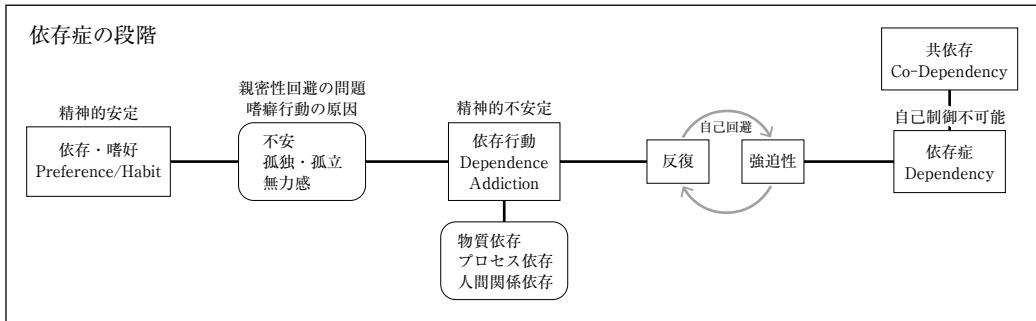 依存症の段階
精神的安定
依存・嗜好
Preference/Habit
親密性回避の問題
嗜癖行動の原因
不安
孤独・孤立
無力感
精神的不安定
依存行動
Dependence
Addiction
物質依存
プロセス依存
人間関係依存
自己回避
反復
強迫性
共依存
Co-Dependency
自己制御不可能
依存症
Dependency